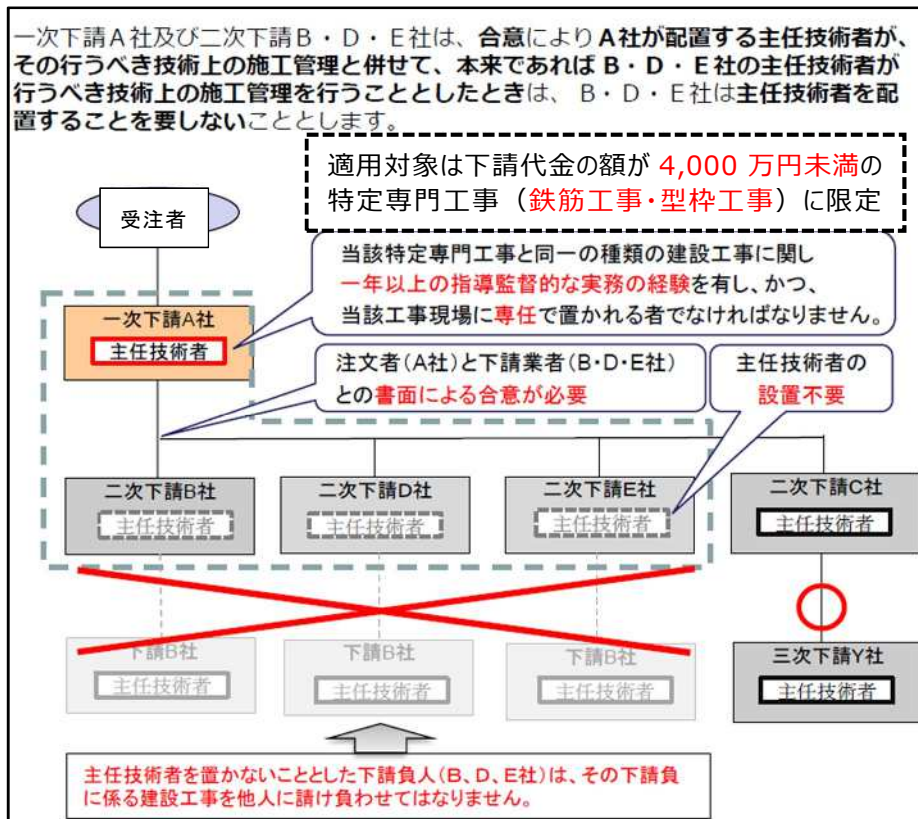 一次下請A社及び二次下請B・D・E社は、合意によりA社が配置する主任技術者が、
その行うべき技術上の施工管理と併せて、本来であれば B・D・E社の主任技術者が
行うべき技術上の施工管理を行うこととしたときは、 B・D・E社は主任技術者を配
置することを要しないこととします。
適用対象は下請代金の額が 4,000 万円未満の
特定専門工事（鉄筋工事・型枠工事）に限定
受注者
当該特定専門工事と同一の種類の建設工事に関し
一年以上の指導監督的な実務の経験を有し、かつ、
当該工事現場に専任で置かれる者でなければなりません。
一次下請A社
主任技術者
注文者(A社)と下請業者(B・D・E社)
との書面による合意が必要
主任技術者の
設置不要
二次下請B社
主任技術者
二次下請D社
主任技術者
二次下請E社
主任技術者
二次下請C社
主任技術者
下請B社
主任技術者
下請B社
主任技術者
下請B社
主任技術者
三次下請Y社
主任技術者
主任技術者を置かないこととした下請負人(B、D、E社)は、その下請負
に係る建設工事を他人に請け負わせてはなりません。